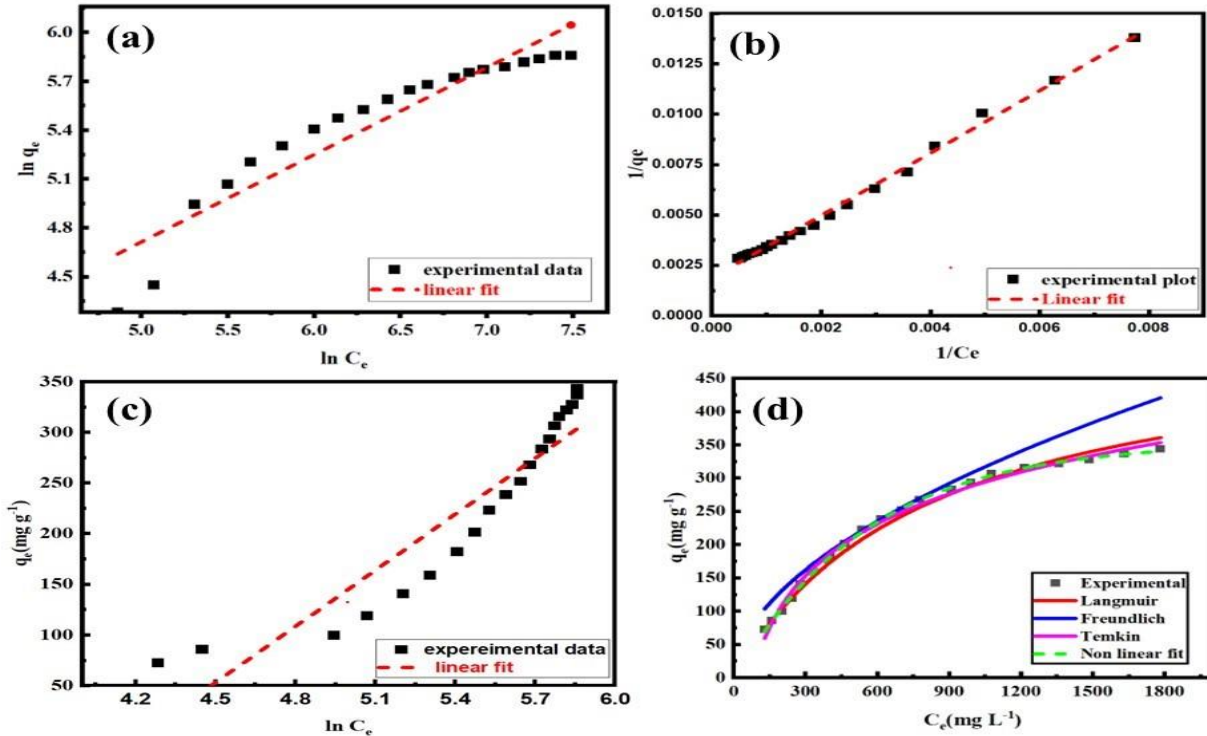 (a)
6.0
5.7
5.4
5.1
4.8
4.5
ln qe
experimental data
linear fit
5.0 5.5 6.0 6.5 7.0 7.5
ln Ce
(b)
0.0150
0.0125
0.0100
0.0075
0.0050
0.0025
0.0000
1/qe
experimental plot
Linear fit
0.000 0.002 0.004 0.006 0.008
1/Ce
(c)
350
300
250
200
150
100
50
qe(mg g-1)
expereimental data
linear fit
4.2 4.5 4.8 5.1 5.4 5.7 6.0
ln Ce
(d)
450
400
350
300
250
200
150
100
50
0
qe(mg g-1)
Experimental
Langmuir
Freundlich
Temkin
Non linear fit
0 300 600 900 1200 1500 1800
Ce(mg L-1)